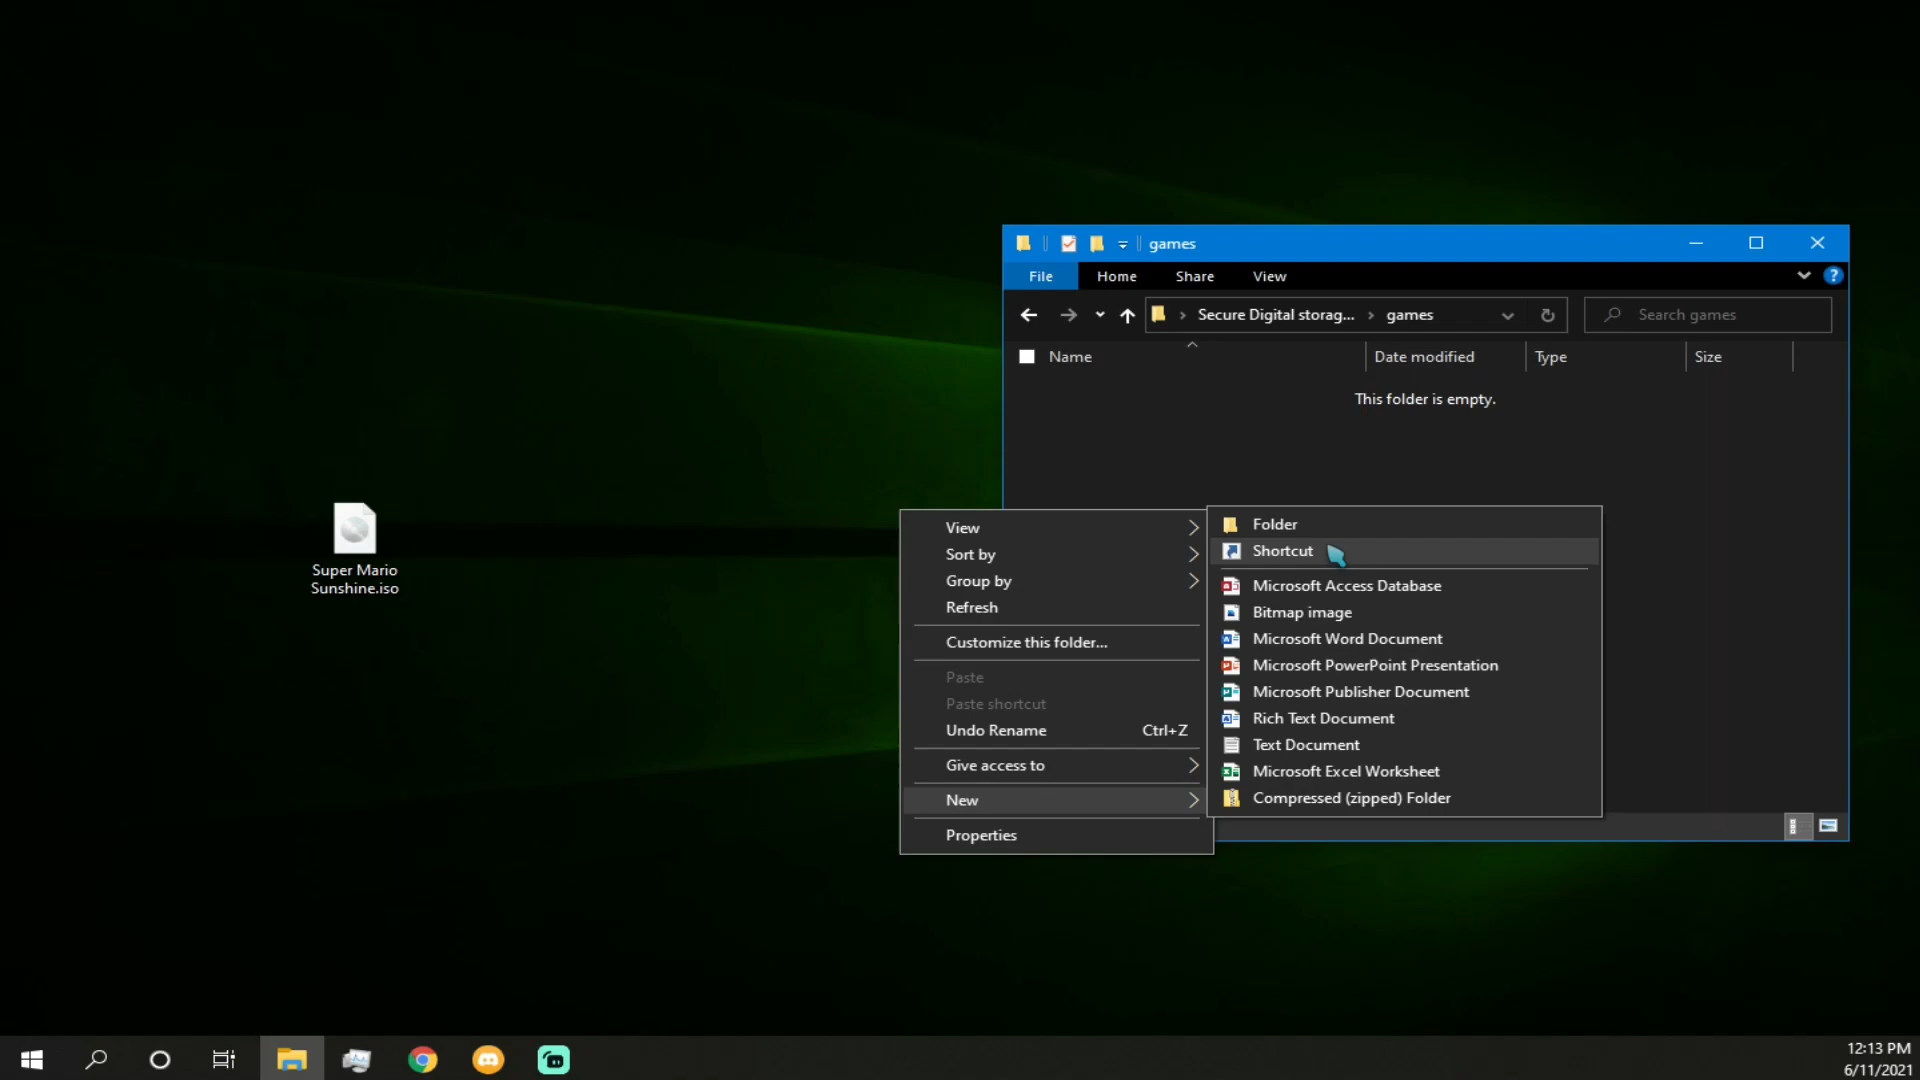 games
File Home Share View
?
Secure Digital storag... games
Search games
Name Date modified Type Size
This folder is empty.
Super Mario
Sunshine.iso
View
Sort by
Group by
Refresh
Customize this folder...
Paste
Paste shortcut
Undo Rename Ctrl+Z
Give access to
New
Properties
Folder
Shortcut
Microsoft Access Database
Bitmap image
Microsoft Word Document
Microsoft PowerPoint Presentation
Microsoft Publisher Document
Rich Text Document
Text Document
Microsoft Excel Worksheet
Compressed (zipped) Folder
12:13 PM
6/11/2021